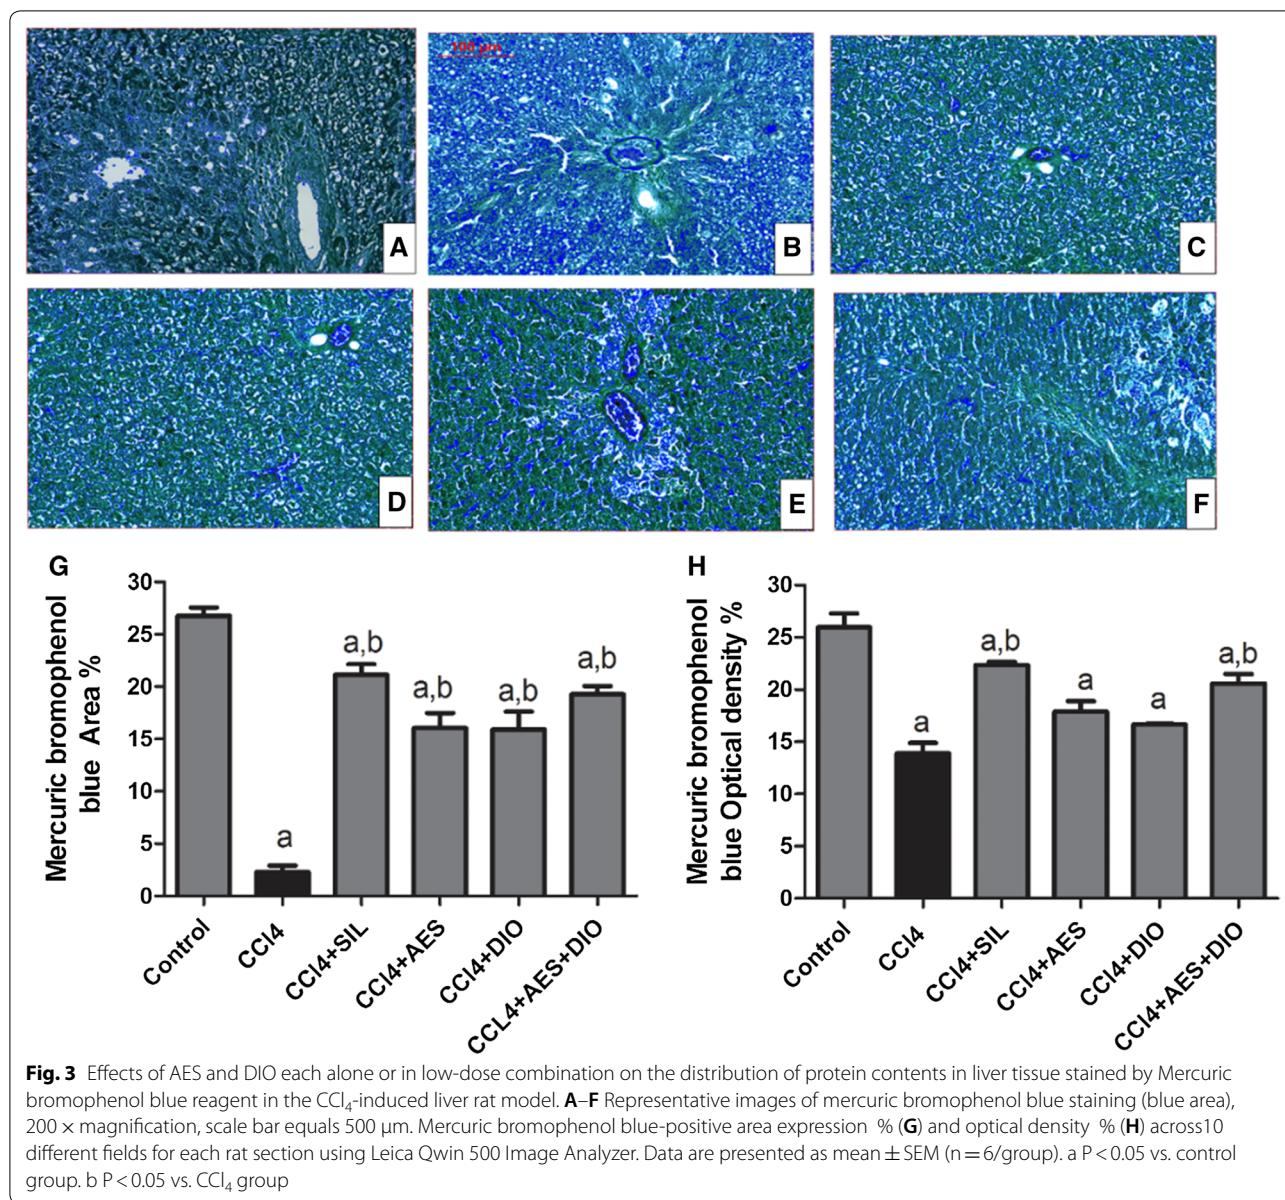 100 µm
A
B
C
D
E
F
G
Mercuric bromophenol
blue Area %
30
25
20
15
10
5
0
a
a,b
a,b
a,b
a,b
Control
CCl4
CCl4+SIL
CCl4+AES
CCl4+DIO
CCL4+AES+DIO
H
Mercuric bromophenol
blue Optical density %
30
25
20
15
10
5
0
a
a,b
a
a
a,b
Control
CCl4
CCl4+SIL
CCl4+AES
CCl4+DIO
CCl4+AES+DIO
Fig. 3 Effects of AES and DIO each alone or in low-dose combination on the distribution of protein contents in liver tissue stained by Mercuric
bromophenol blue reagent in the CCl₄-induced liver rat model. A–F Representative images of mercuric bromophenol blue staining (blue area),
200 × magnification, scale bar equals 500 µm. Mercuric bromophenol blue-positive area expression % (G) and optical density % (H) across10
different fields for each rat section using Leica Qwin 500 Image Analyzer. Data are presented as mean ± SEM (n = 6/group). a P < 0.05 vs. control
group. b P < 0.05 vs. CCl₄ group